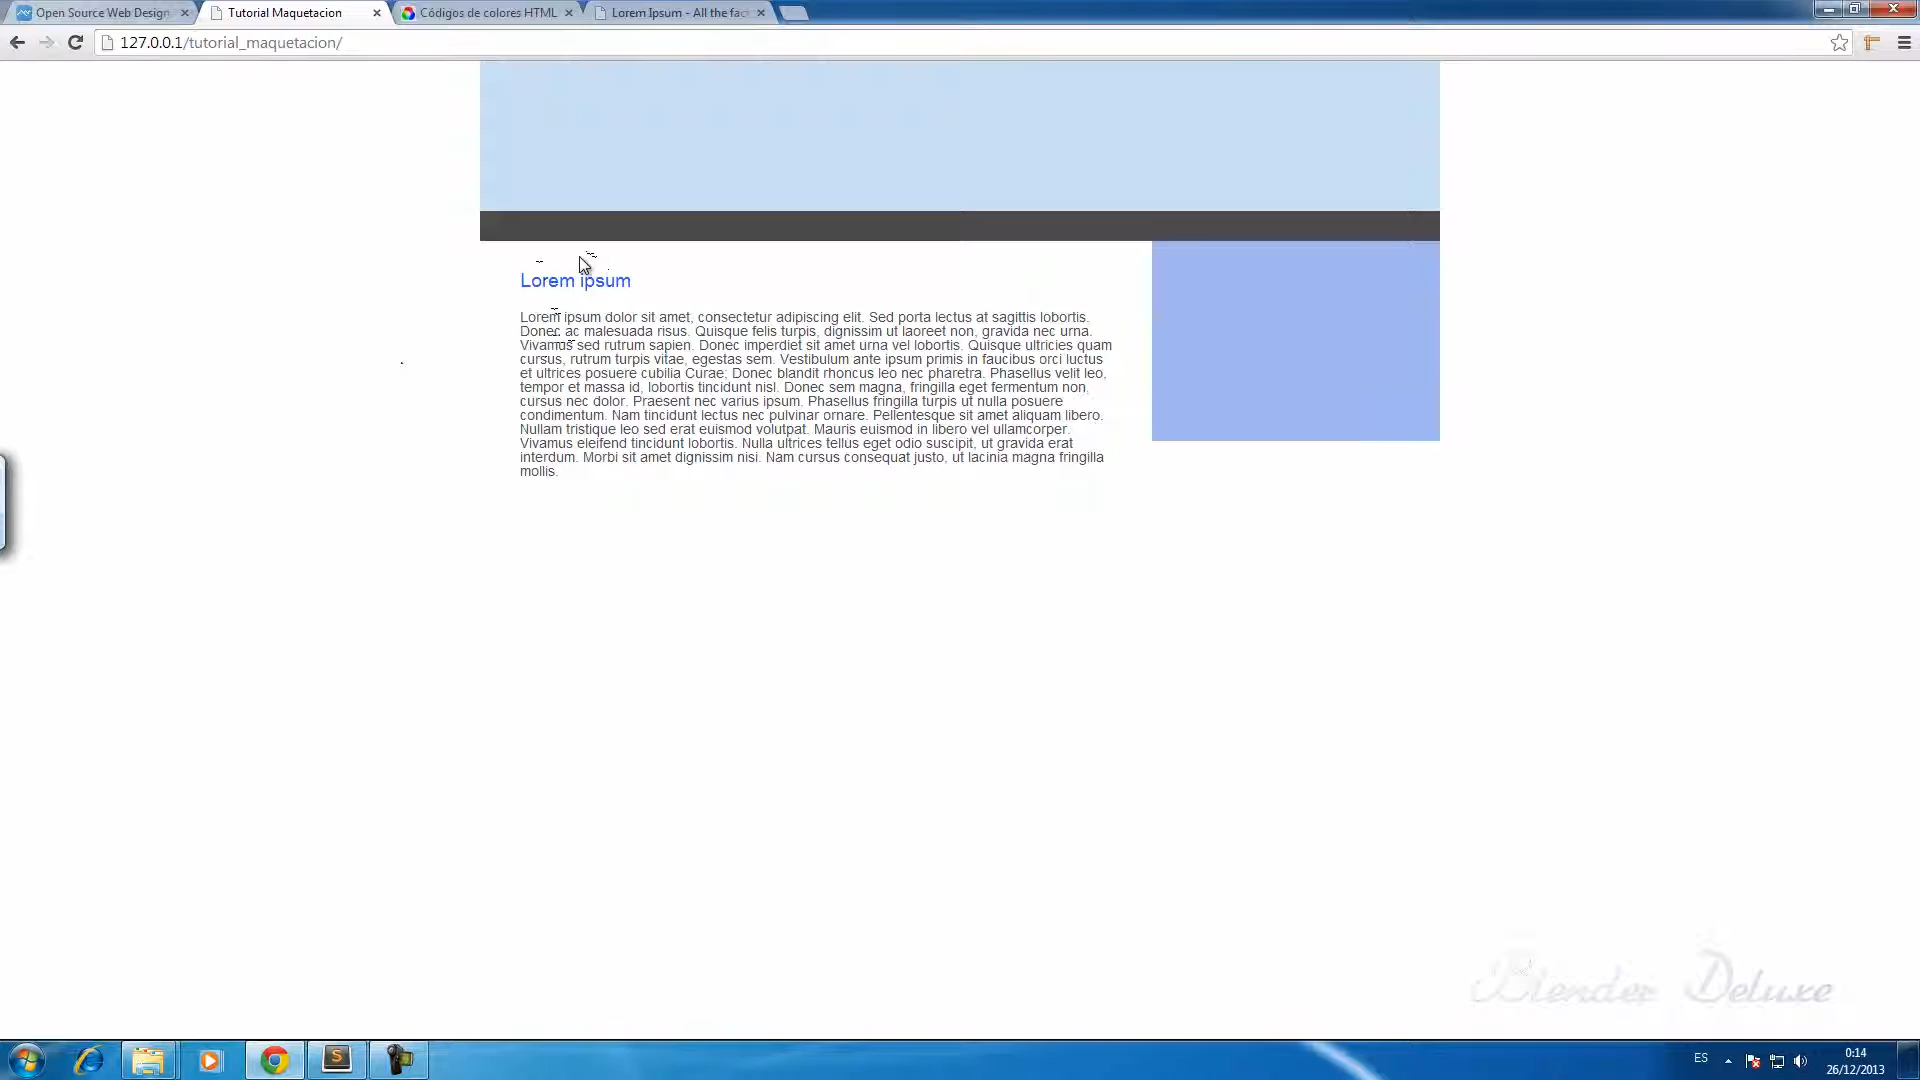 Open Source Web Design
Tutorial Maquetacion
Códigos de colores HTML
Lorem Ipsum - All the fac
127.0.0.1/tutorial_maquetacion/
Lorem ipsum
Lorem ipsum dolor sit amet, consectetur adipiscing elit. Sed porta lectus at sagittis lobortis.
Donec ac malesuada risus. Quisque felis turpis, dignissim ut laoreet non, gravida nec urna.
Vivamus sed rutrum sapien. Donec imperdiet sit amet urna vel lobortis. Quisque ultricies quam
cursus, rutrum turpis vitae, egestas sem. Vestibulum ante ipsum primis in faucibus orci luctus
et ultrices posuere cubilia Curae; Donec blandit rhoncus leo nec pharetra. Phasellus velit leo,
tempor et massa id, lobortis tincidunt nisl. Donec sem magna, fringilla eget fermentum non,
cursus nec dolor. Praesent nec varius ipsum. Phasellus fringilla turpis ut nulla posuere
condimentum. Nam tincidunt lectus nec pulvinar ornare. Pellentesque sit amet aliquam libero.
Nullam tristique leo sed erat euismod volutpat. Mauris euismod in libero vel ullamcorper.
Vivamus eleifend tincidunt lobortis. Nulla ultrices tellus eget odio suscipit, ut gravida erat
interdum. Morbi sit amet dignissim nisi. Nam cursus consequat justo, ut lacinia magna fringilla
mollis.
Blender Deluxe
ES
0:14
26/12/2013